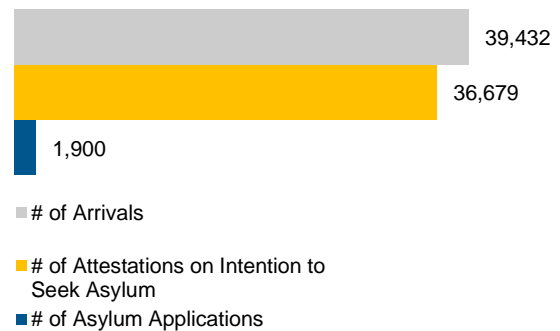 39,432
36,679
1,900
# of Arrivals
# of Attestations on Intention to
Seek Asylum
# of Asylum Applications